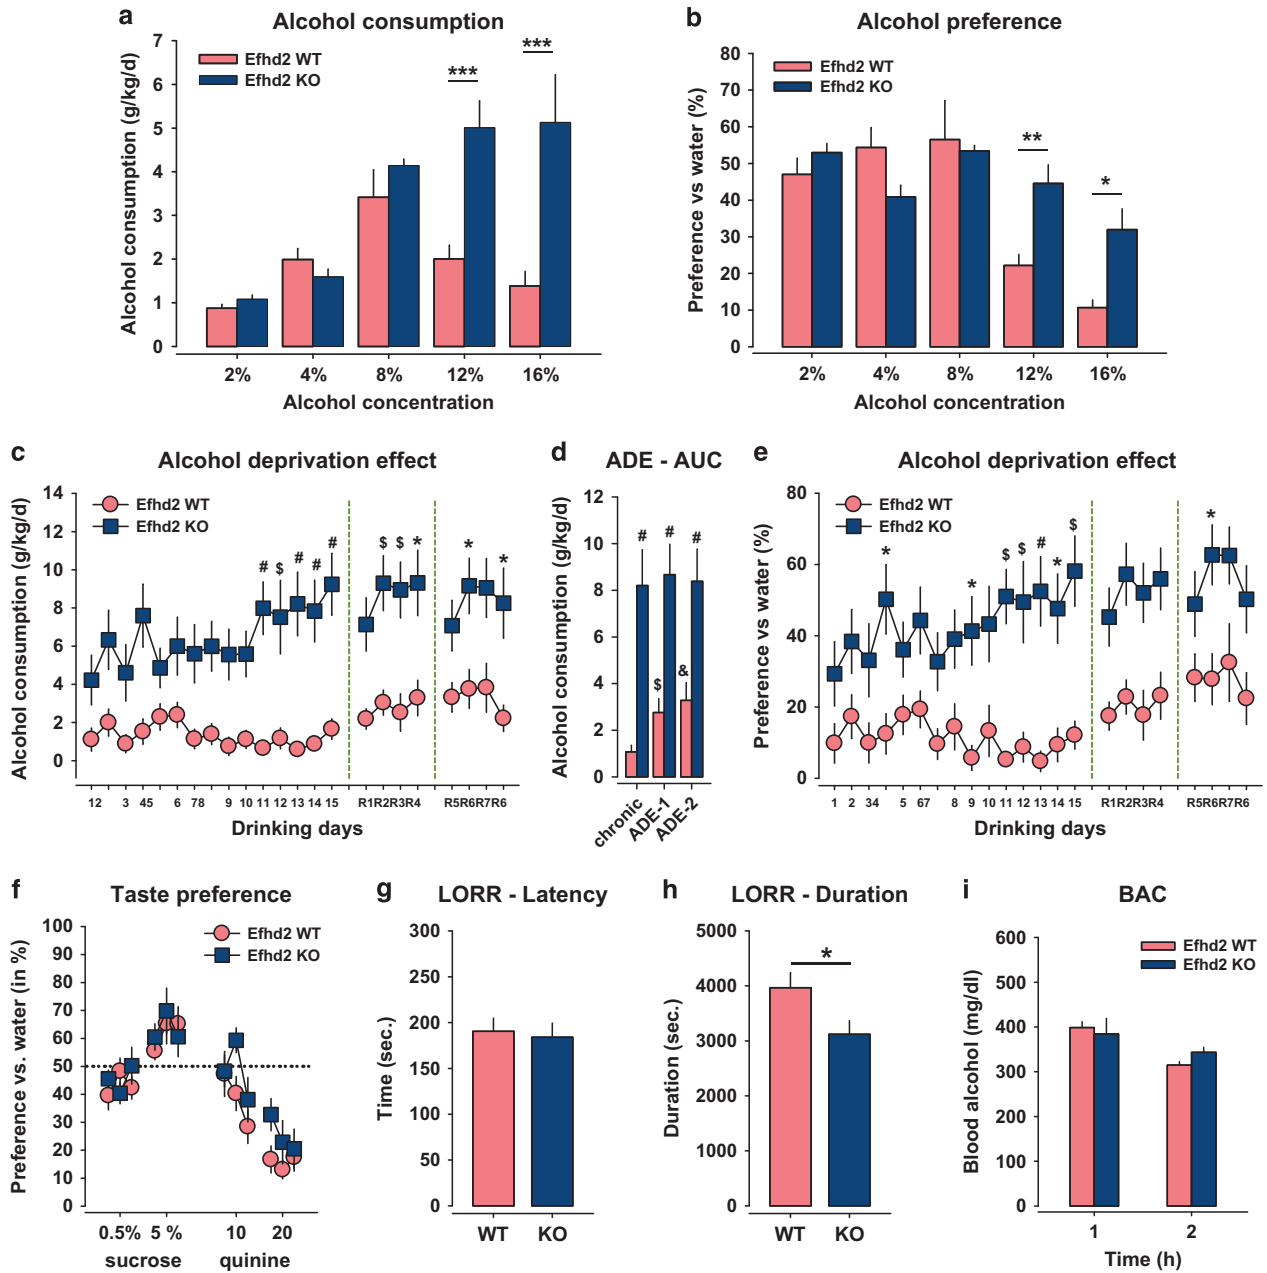 a
Alcohol consumption
Alcohol consumption (g/kg/d)
7
6
5
4
3
2
1
0
Efhd2 WT
Efhd2 KO
***
***
2% 4% 8% 12% 16%
Alcohol concentration
b
Alcohol preference
Preference vs water (%)
80
70
60
50
40
30
20
10
0
Efhd2 WT
Efhd2 KO
**
*
2% 4% 8% 12% 16%
Alcohol concentration
c
Alcohol deprivation effect
Alcohol consumption (g/kg/d)
14
12
10
8
6
4
2
0
Efhd2 WT
Efhd2 KO
# $ # # # $ $ * * *
12 3 45 6 78 9 10 11 12 13 14 15 R1R2R3R4 R5R6R7R6
Drinking days
d
ADE - AUC
Alcohol consumption (g/kg/d)
12
10
8
6
4
2
0
# # #
$ &
chronic ADE-1 ADE-2
e
Alcohol deprivation effect
Preference vs water (%)
80
60
40
20
0
Efhd2 WT
Efhd2 KO
* * $ $ # * $ *
1 2 34 5 67 8 9 10 11 12 13 14 15 R1R2R3R4 R5R6R7R6
Drinking days
f
Taste preference
Preference vs. water (in %)
100
90
80
70
60
50
40
30
20
10
0
Efhd2 WT
Efhd2 KO
0.5% 5 % 10 20
sucrose quinine
g
LORR - Latency
Time (sec.)
300
250
200
150
100
50
0
WT KO
h
LORR - Duration
Duration (sec.)
5000
4000
3000
2000
1000
0
*
WT KO
i
BAC
Blood alcohol (mg/dl)
600
500
400
300
200
100
0
Efhd2 WT
Efhd2 KO
1 2
Time (h)